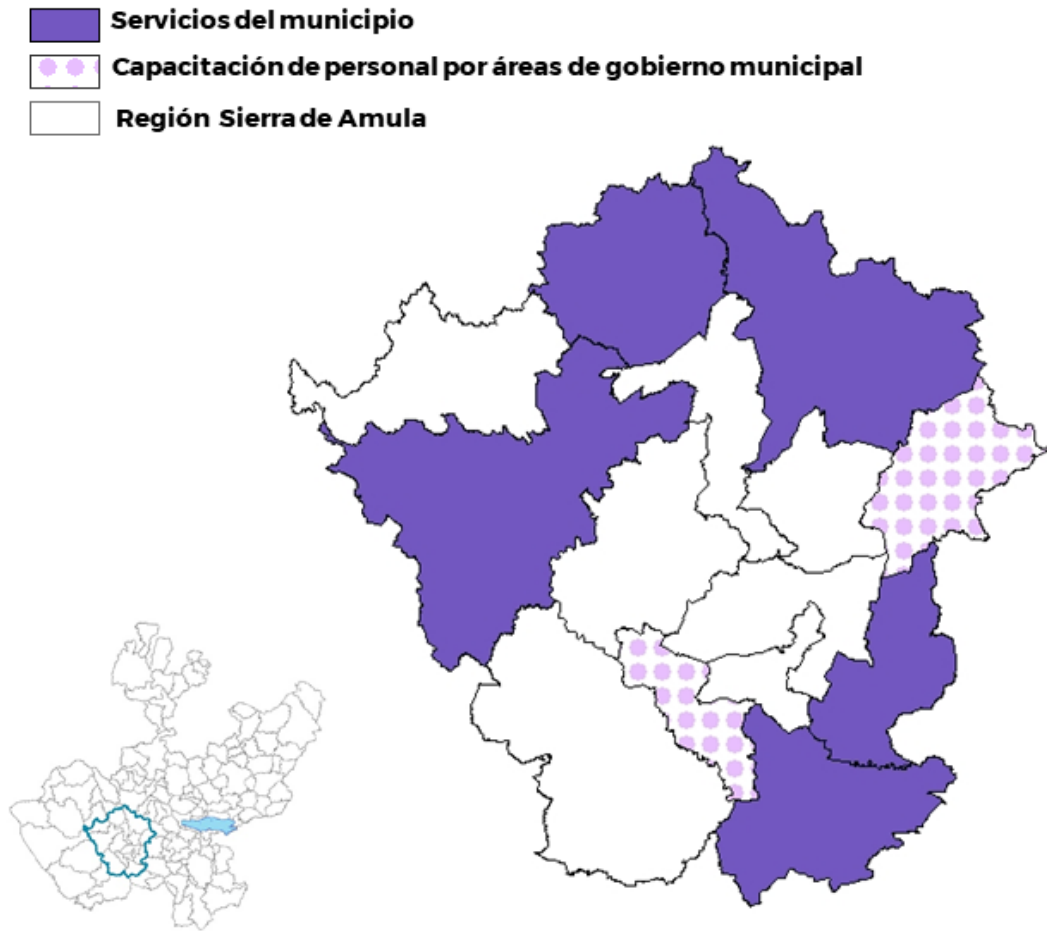 Servicios del municipio
Capacitación de personal por áreas de gobierno municipal
Región Sierra de Amula